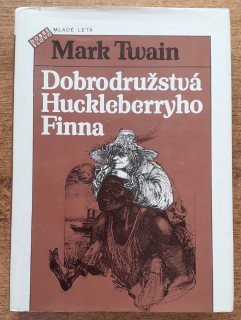 MLADÉ LETÁ
Mark Twain
Dobrodružstvá
Huckleberryho
Finna